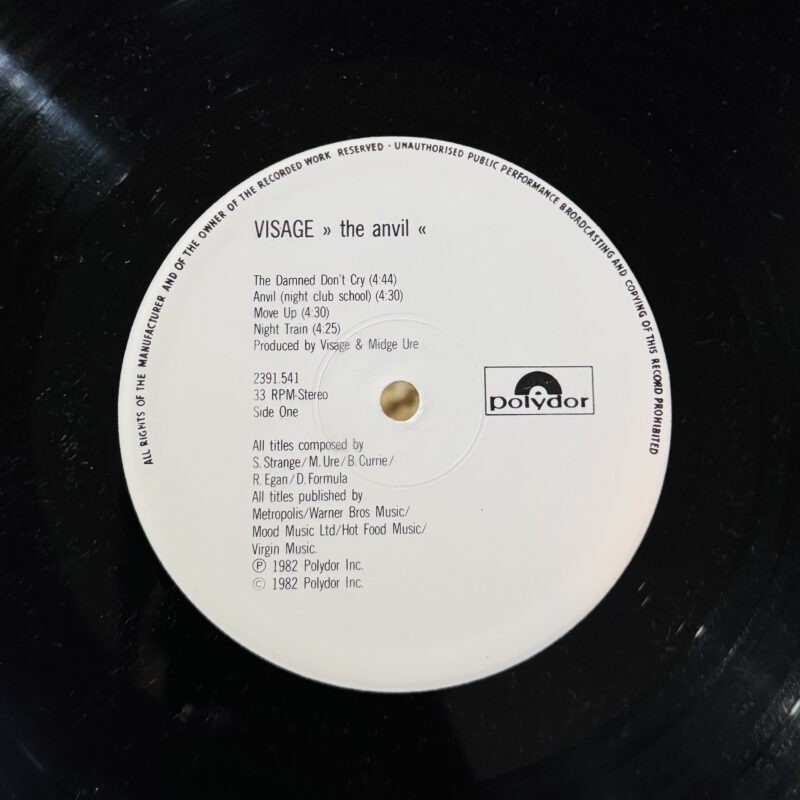 ALL RIGHTS OF THE MANUFACTURER AND OF THE OWNER OF THE RECORDED WORK RESERVED · UNAUTHORISED PUBLIC PERFORMANCE BROADCASTING AND COPYING OF THIS RECORD PROHIBITED
VISAGE » the anvil «
The Damned Don't Cry (4:44)
Anvil (night club school) (4:30)
Move Up (4:30)
Night Train (4:25)
Produced by Visage & Midge Ure
2391.541
33 RPM-Stereo
Side One
polydor
All titles composed by
S. Strange/M. Ure/B. Currie/
R. Egan/D. Formula
All titles published by
Metropolis/Warner Bros Music/
Mood Music Ltd/Hot Food Music/
Virgin Music.
Ⓟ 1982 Polydor Inc.
© 1982 Polydor Inc.